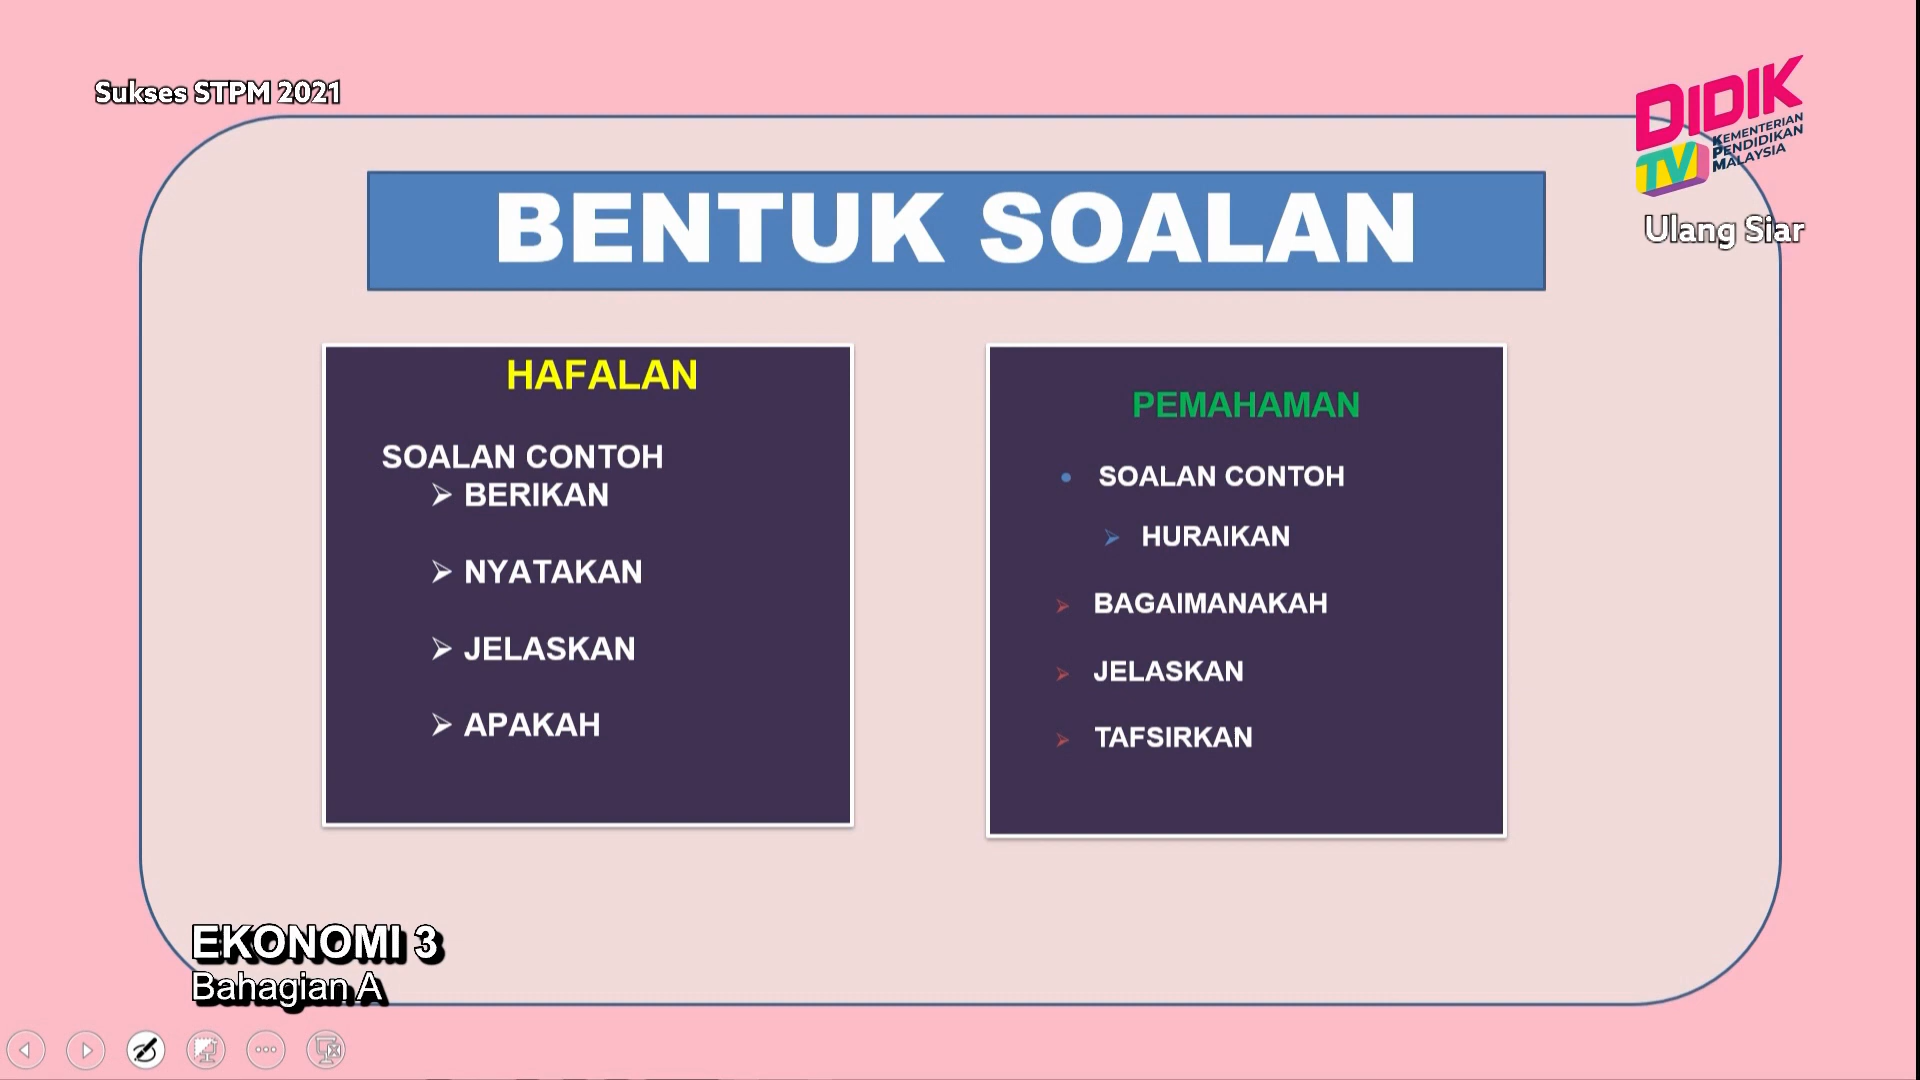 Sukses STPM 2021
DIDIK
TV
KEMENTERIAN
PENDIDIKAN
MALAYSIA
Ulang Siar
BENTUK SOALAN
HAFALAN
SOALAN CONTOH
➢ BERIKAN
➢ NYATAKAN
➢ JELASKAN
➢ APAKAH
PEMAHAMAN
• SOALAN CONTOH
➢ HURAIKAN
➢ BAGAIMANAKAH
➢ JELASKAN
➢ TAFSIRKAN
EKONOMI 3
Bahagian A